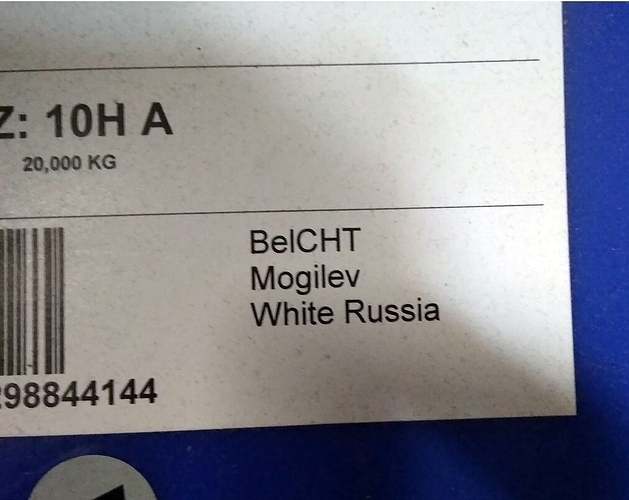 Z: 10H A
20,000 KG
BelCHT
Mogilev
White Russia
298844144